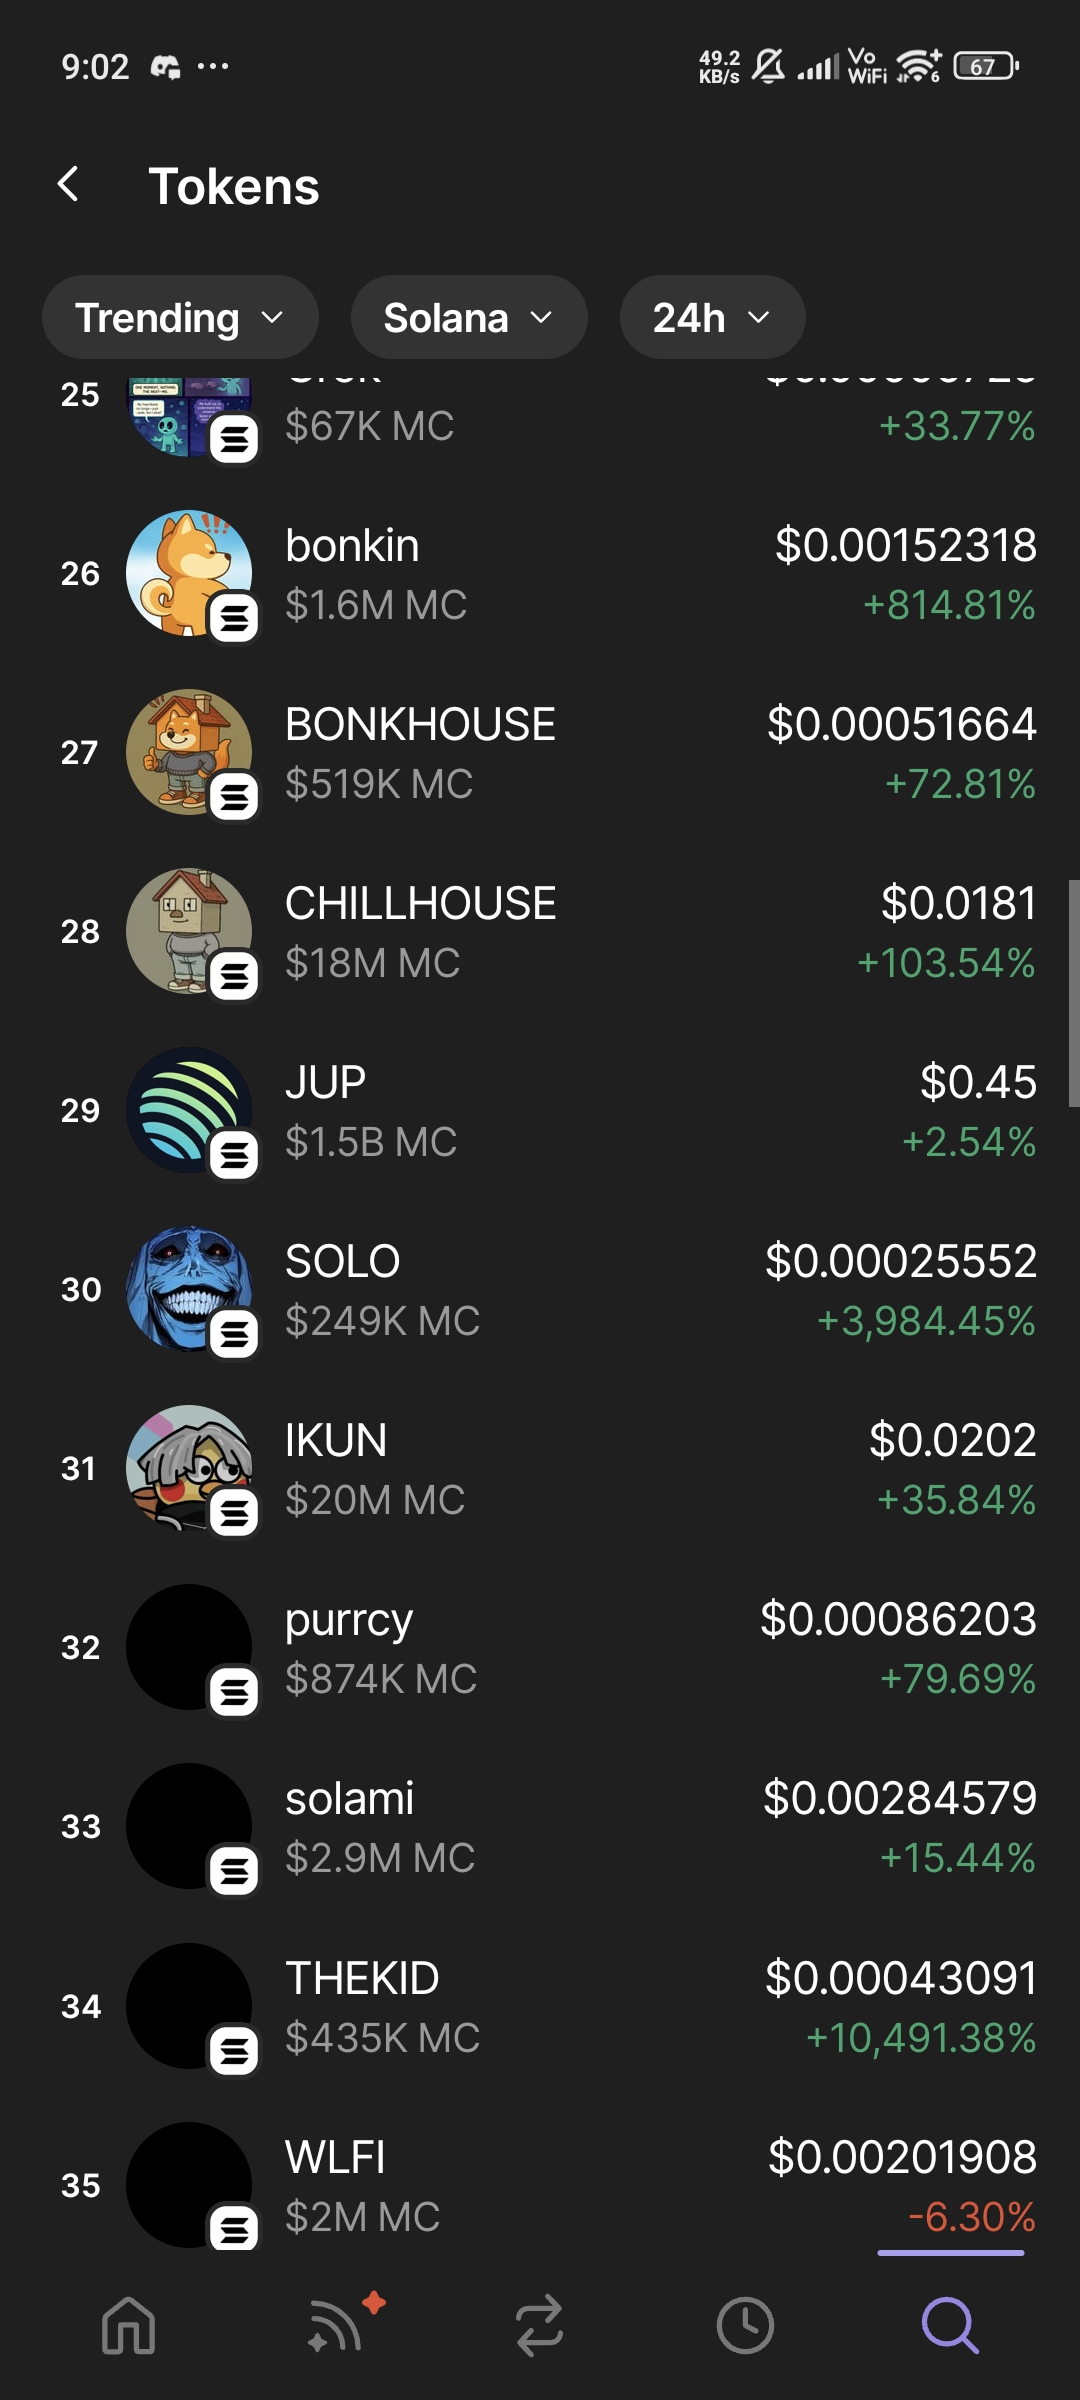 9:02
49.2
KB/s
Vo
WiFi
6
67
Tokens
Trending
Solana
24h
25
$67K MC
+33.77%
26
bonkin
$0.00152318
$1.6M MC
+814.81%
27
BONKHOUSE
$0.00051664
$519K MC
+72.81%
28
CHILLHOUSE
$0.0181
$18M MC
+103.54%
29
JUP
$0.45
$1.5B MC
+2.54%
30
SOLO
$0.00025552
$249K MC
+3,984.45%
31
IKUN
$0.0202
$20M MC
+35.84%
32
purrcy
$0.00086203
$874K MC
+79.69%
33
solami
$0.00284579
$2.9M MC
+15.44%
34
THEKID
$0.00043091
$435K MC
+10,491.38%
35
WLFI
$0.00201908
$2M MC
-6.30%